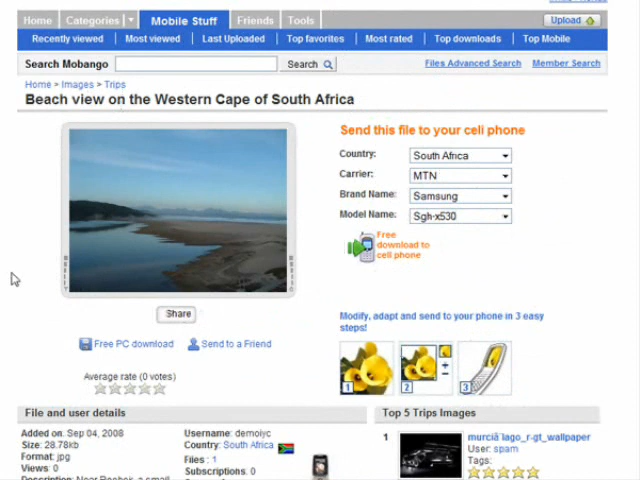 Home Categories Mobile Stuff Friends Tools Upload
Recently viewed Most viewed Last Uploaded Top favorites Most rated Top downloads Top Mobile
Search Mobango Search Files Advanced Search Member Search
Home > Images > Trips
Beach view on the Western Cape of South Africa
Send this file to your cell phone
Country: South Africa
Carrier: MTN
Brand Name: Samsung
Model Name: Sgh-x530
Free
download to
cell phone
Share
Modify, adapt and send to your phone in 3 easy
steps!
Free PC download Send to a Friend
1 2 3
Average rate (0 votes)
File and user details
Added on: Sep 04, 2008
Size: 28.78kb
Format: jpg
Views: 0
Username: demolyc
Country: South Africa
Files : 1
Subscriptions: 0
Top 5 Trips Images
1 murciã lago_r-gt_wallpaper
User: spam
Tags: